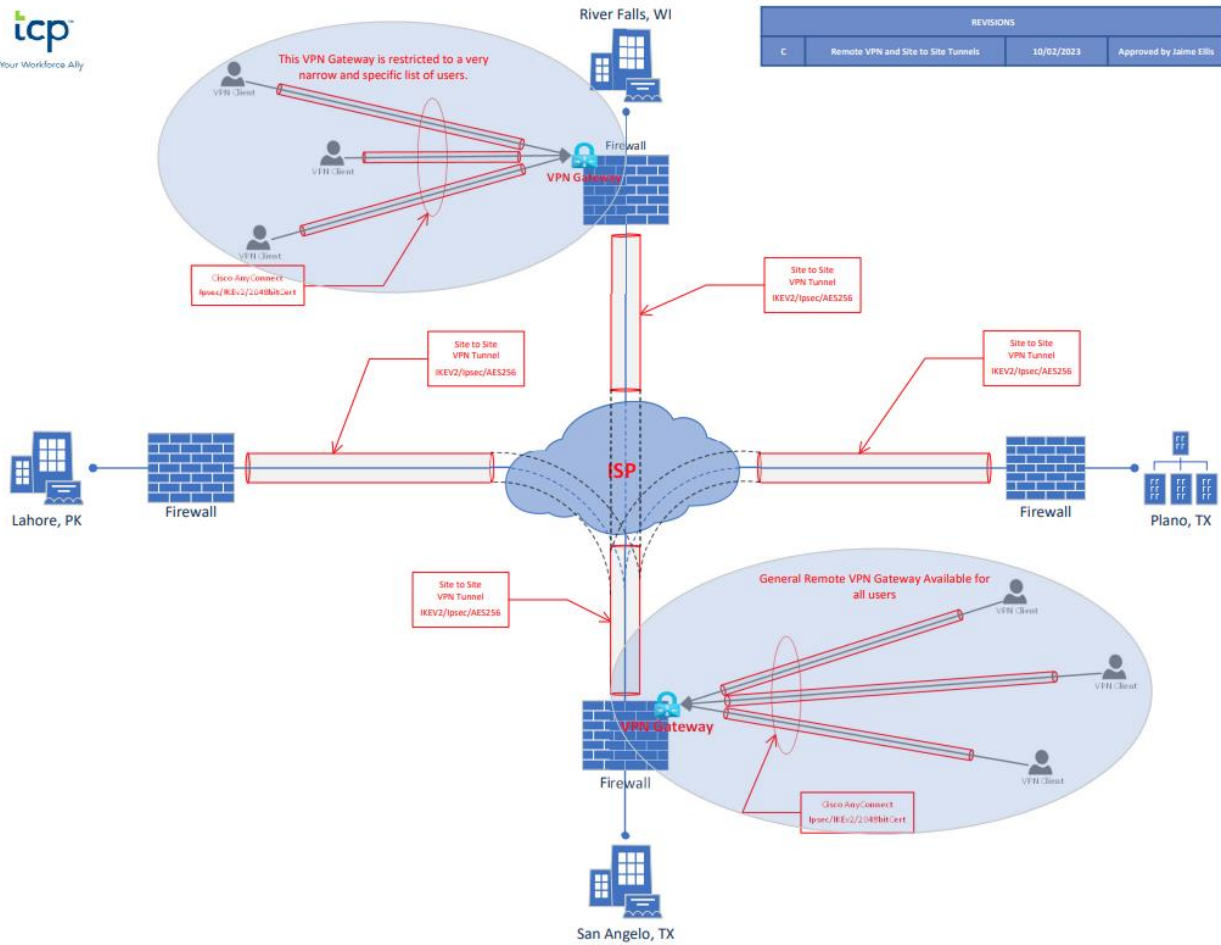 tcp™
Your Workforce Ally
River Falls, WI
REVISIONS
C Remote VPN and Site to Site Tunnels 10/02/2023 Approved by Jaime Ellis
This VPN Gateway is restricted to a very
narrow and specific list of users.
VPN Client
VPN Client
VPN Client
Firewall
VPN Gateway
Cisco AnyConnect
Ipsec/IKEv2/2048bitCert
Site to Site
VPN Tunnel
IKEV2/Ipsec/AES256
Site to Site
VPN Tunnel
IKEV2/Ipsec/AES256
Site to Site
VPN Tunnel
IKEV2/Ipsec/AES256
ISP
Lahore, PK
Firewall
Firewall
Plano, TX
Site to Site
VPN Tunnel
IKEV2/Ipsec/AES256
General Remote VPN Gateway Available for
all users
VPN Client
VPN Client
VPN Client
VPN Gateway
Firewall
Cisco AnyConnect
Ipsec/IKEv2/2048bitCert
San Angelo, TX